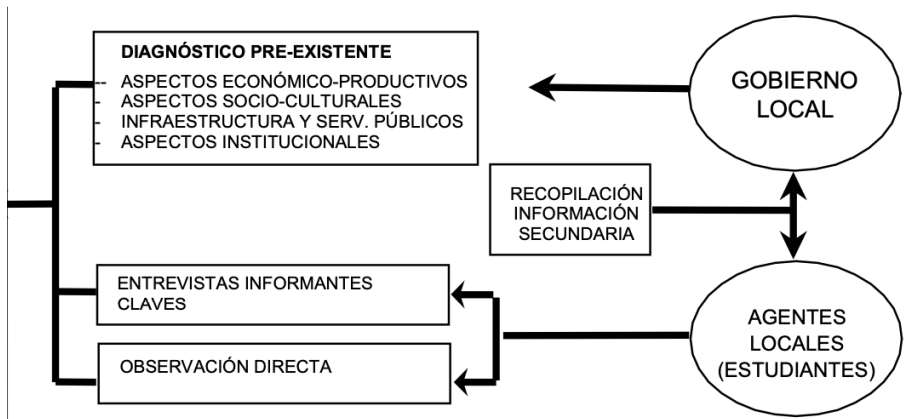 DIAGNÓSTICO PRE-EXISTENTE
-- ASPECTOS ECONÓMICO-PRODUCTIVOS
- ASPECTOS SOCIO-CULTURALES
- INFRAESTRUCTURA Y SERV. PÚBLICOS
- ASPECTOS INSTITUCIONALES
GOBIERNO
LOCAL
RECOPILACIÓN
INFORMACIÓN
SECUNDARIA
ENTREVISTAS INFORMANTES
CLAVES
OBSERVACIÓN DIRECTA
AGENTES
LOCALES
(ESTUDIANTES)